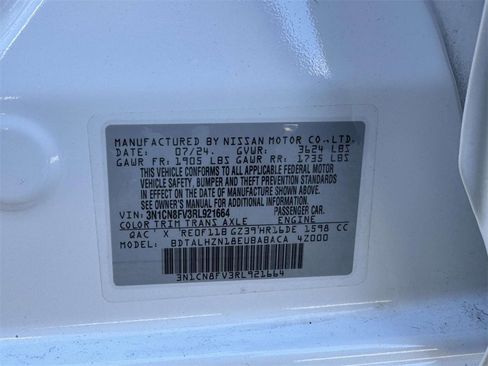 MANUFACTURED BY NISSAN MOTOR CO.,LTD.
DATE: 07/24. GVWR: 3624 LBS
GAWR FR: 1905 LBS GAWR RR: 1735 LBS
THIS VEHICLE CONFORMS TO ALL APPLICABLE FEDERAL MOTOR
VEHICLE SAFETY, BUMPER AND THEFT PREVENTION STANDARDS
IN EFFECT ON THE DATE OF MANUFACTURE SHOWN ABOVE.
SEE OWNER'S MANUAL FOR ADDITIONAL INFORMATION.
VIN: 3N1CN8FV3RL921664 PASSENGER CAR.
COLOR TRIM TRANS AXLE ENGINE
QAC X RE0F11B GZ39 HR16DE 1598 CC
MODEL: BDTALHZN18EUBABACA 4Z000
3N1CN8FV3RL921664